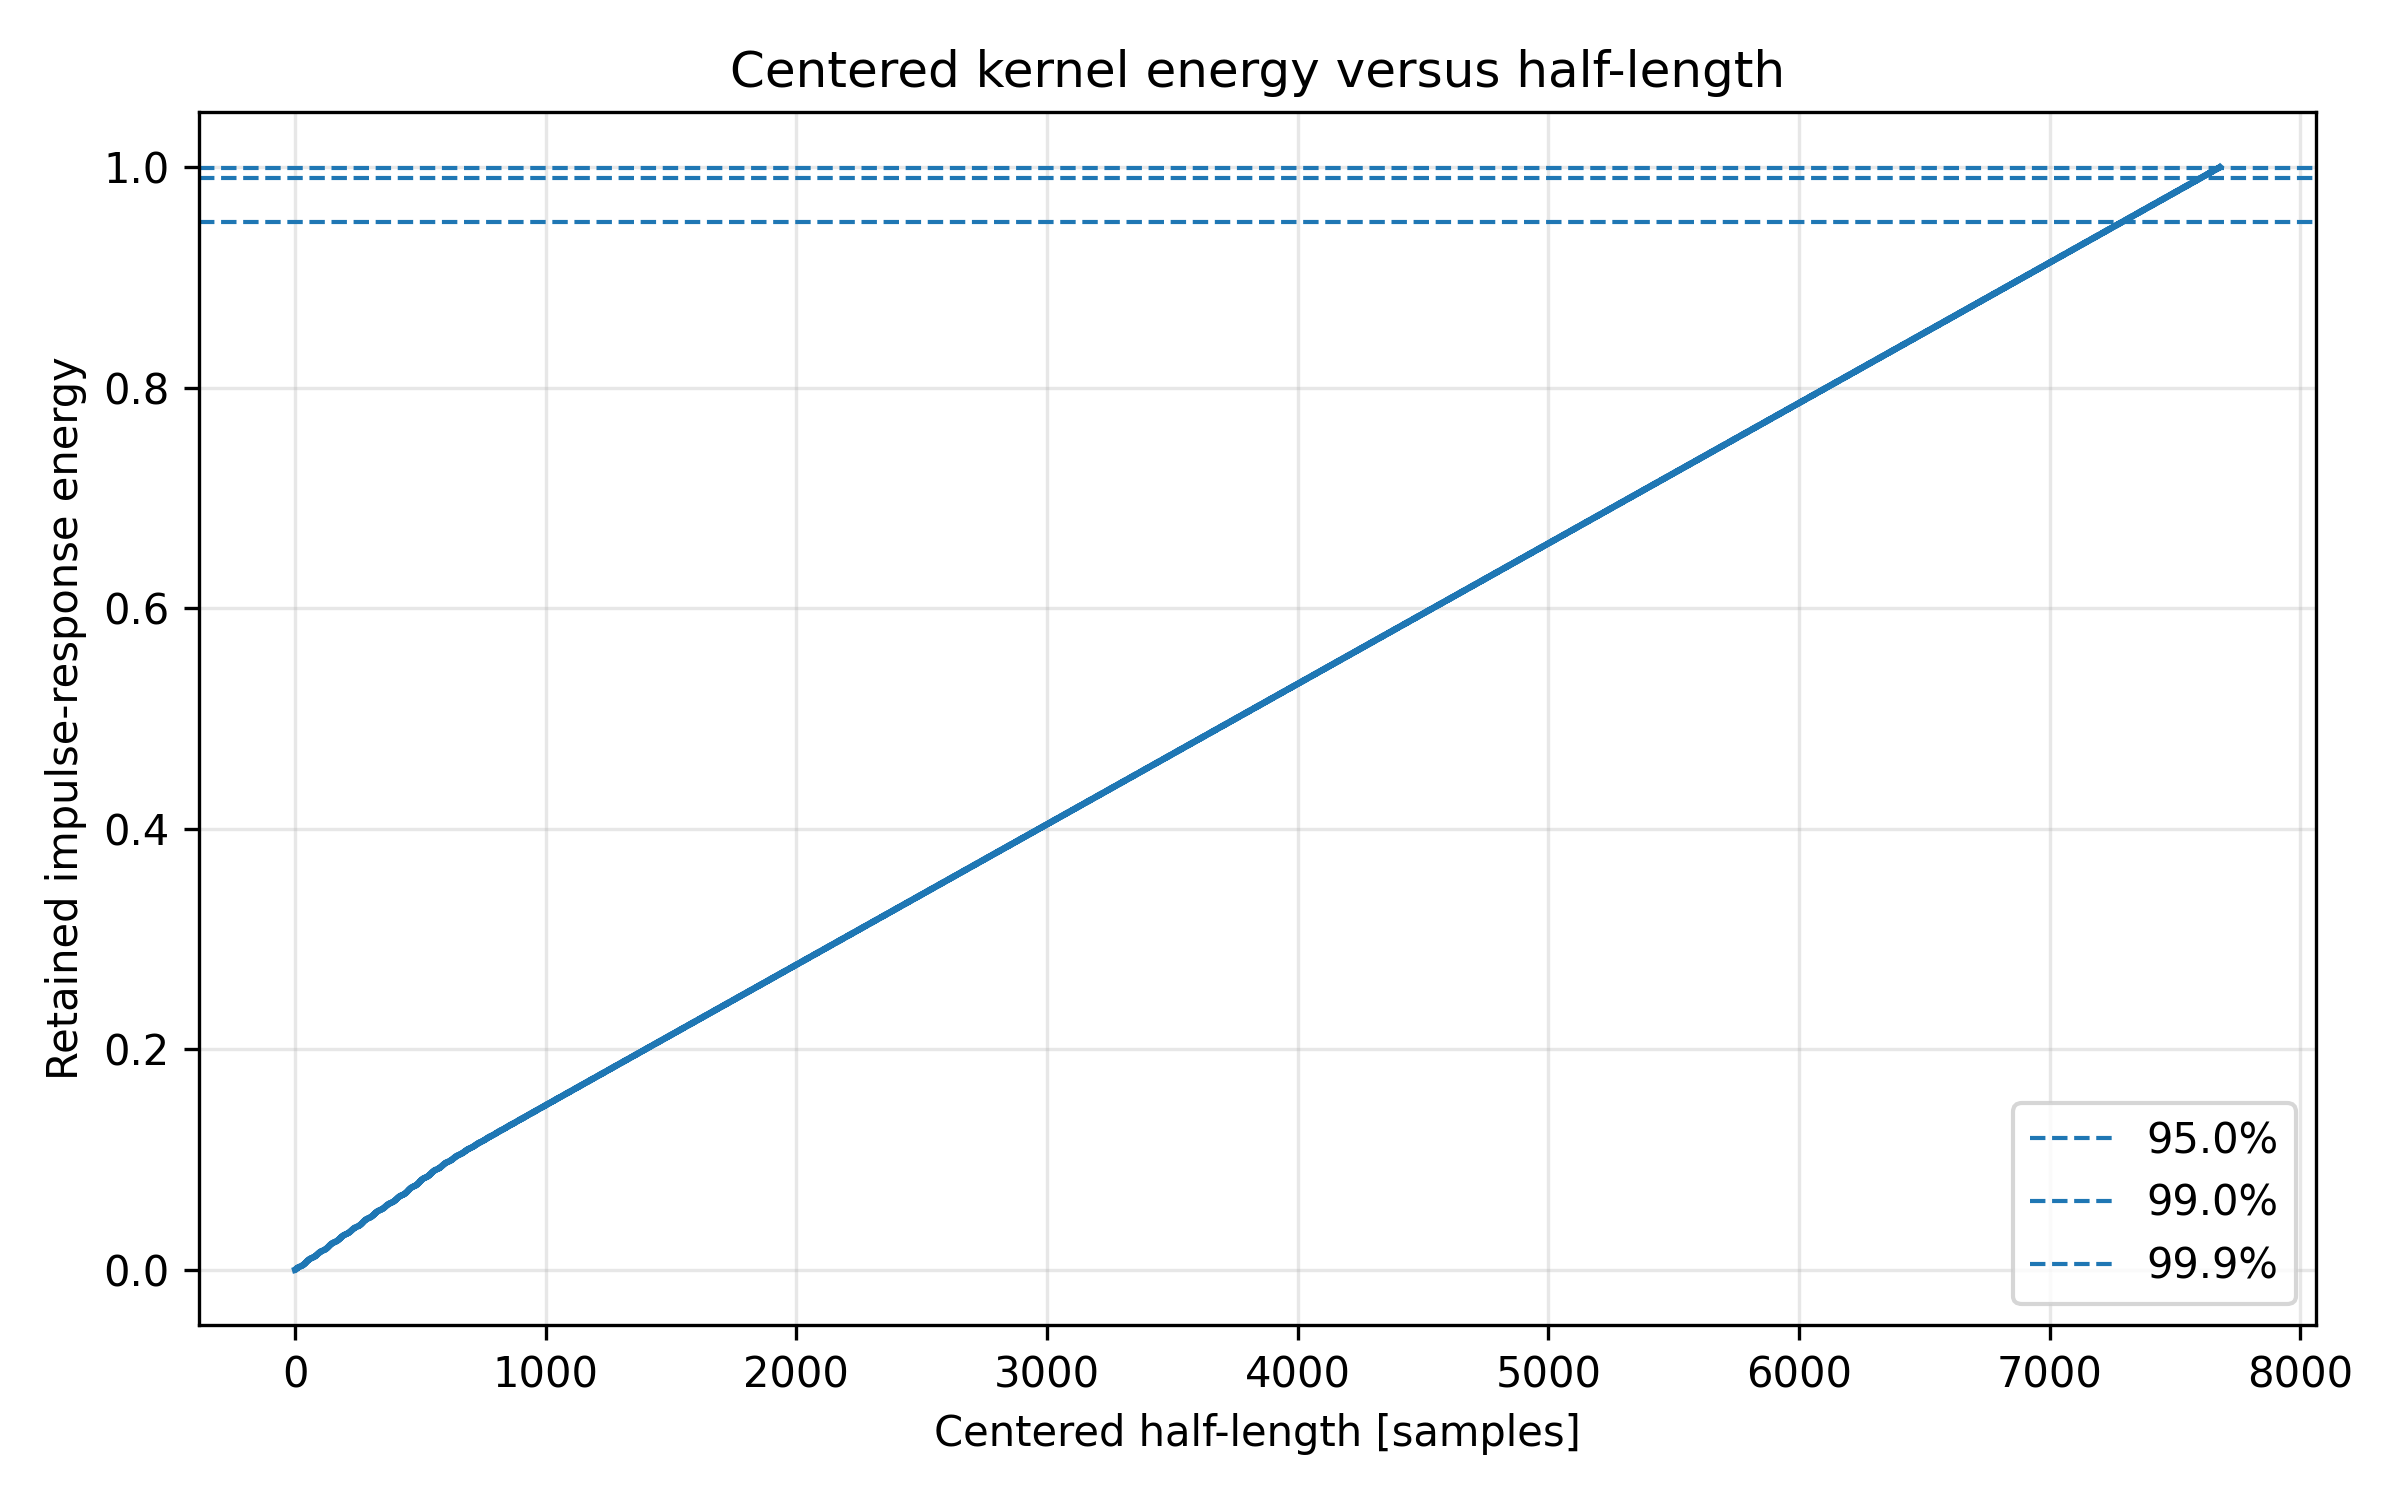 Centered kernel energy versus half-length
Retained impulse-response energy
1.0
0.8
0.6
0.4
0.2
0.0
95.0%
99.0%
99.9%
0 1000 2000 3000 4000 5000 6000 7000 8000
Centered half-length [samples]